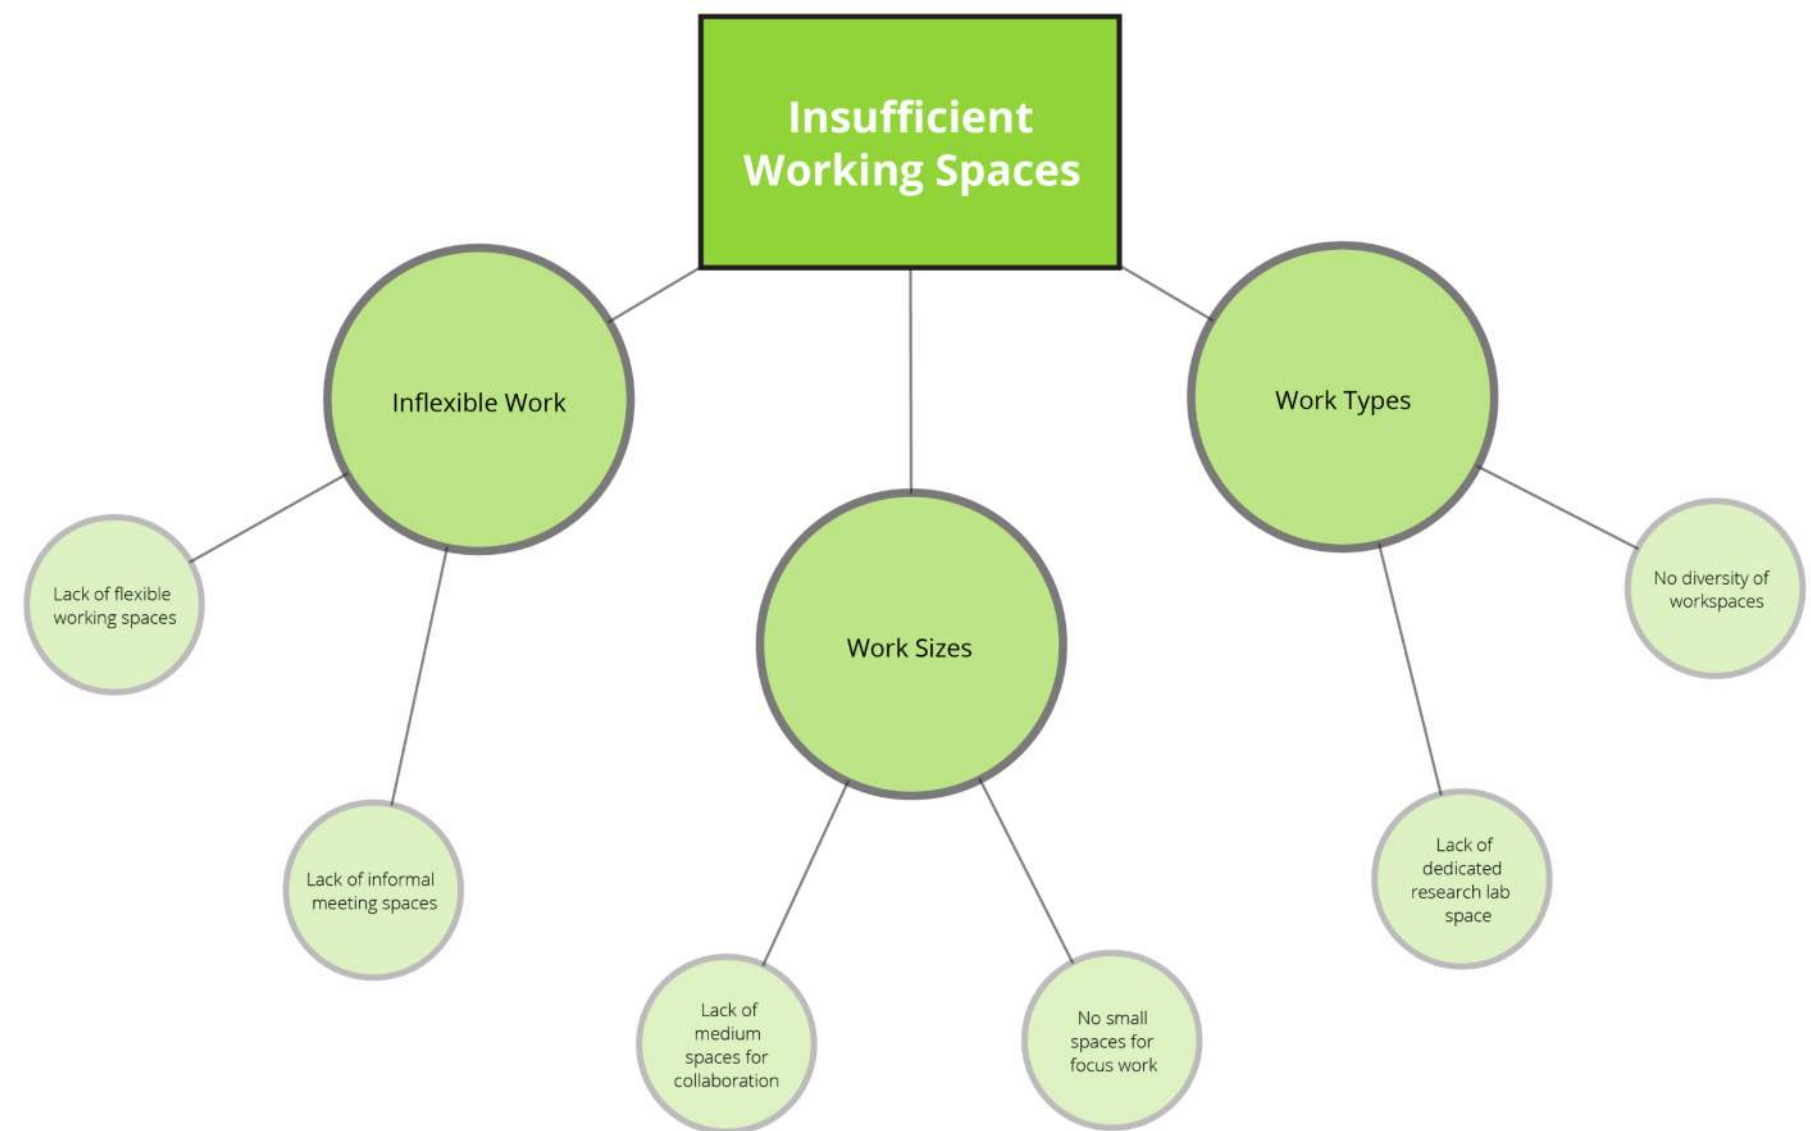 Insufficient
Working Spaces
Inflexible Work
Work Types
Work Sizes
Lack of flexible
working spaces
No diversity of
workspaces
Lack of informal
meeting spaces
Lack of
dedicated
research lab
space
Lack of
medium
spaces for
collaboration
No small
spaces for
focus work